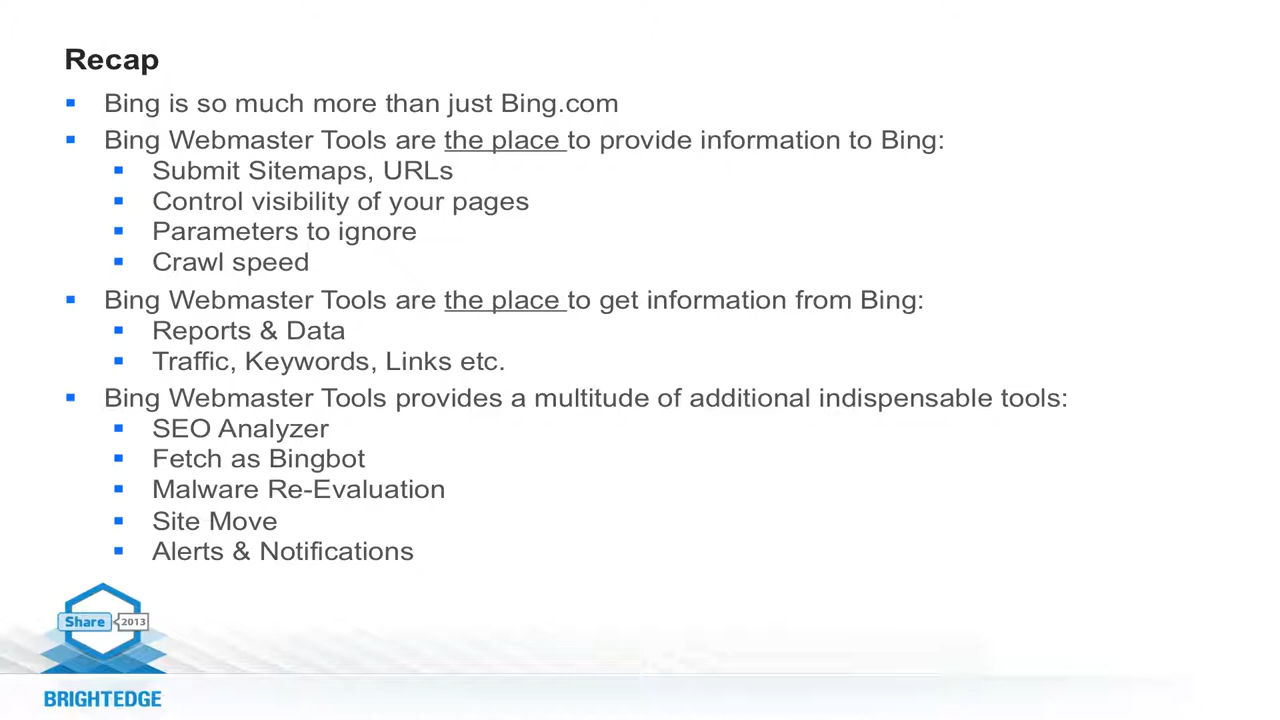 Recap
Bing is so much more than just Bing.com
Bing Webmaster Tools are the place to provide information to Bing:
Submit Sitemaps, URLs
Control visibility of your pages
Parameters to ignore
Crawl speed
Bing Webmaster Tools are the place to get information from Bing:
Reports & Data
Traffic, Keywords, Links etc.
Bing Webmaster Tools provides a multitude of additional indispensable tools:
SEO Analyzer
Fetch as Bingbot
Malware Re-Evaluation
Site Move
Alerts & Notifications
Share 2013
BRIGHTEDGE